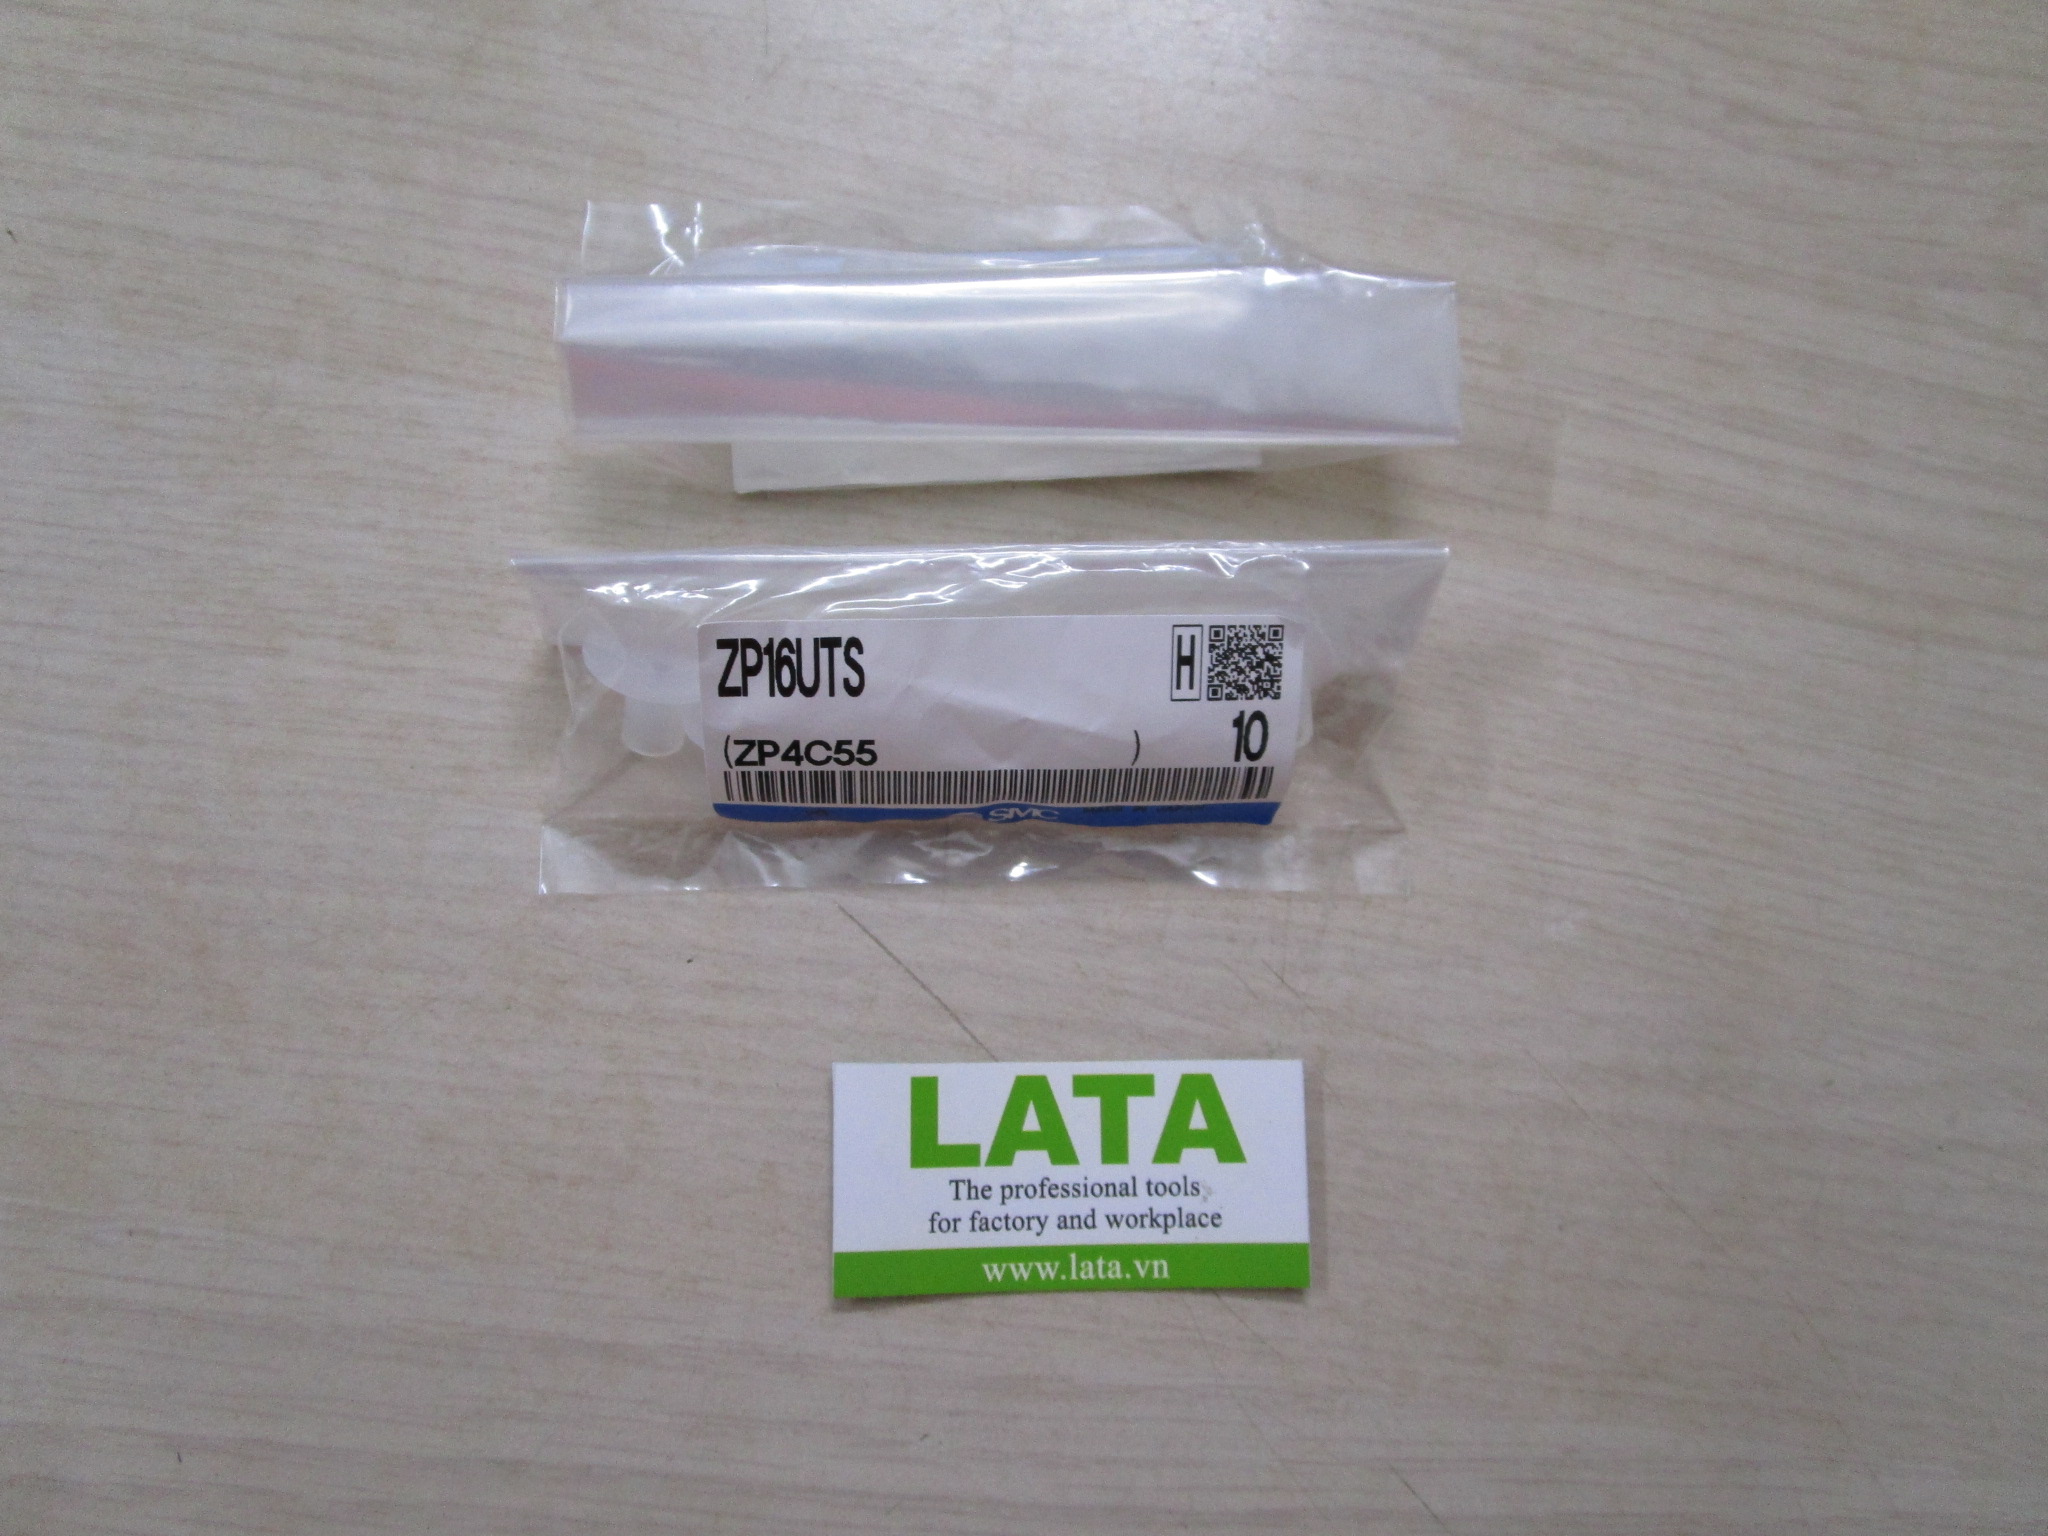 ZP16UTS
H
(ZP4C55 )
10
SMC
LATA
The professional tools
for factory and workplace
www.lata.vn